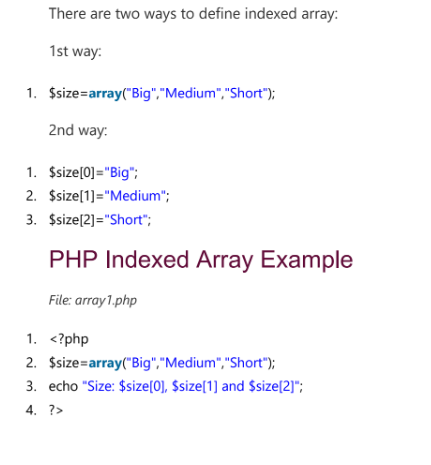 There are two ways to define indexed array:
1st way:
1. $size=array("Big","Medium","Short");
2nd way:
1. $size[0]="Big";
2. $size[1]="Medium";
3. $size[2]="Short";
PHP Indexed Array Example
File: array1.php
1. <?php
2. $size=array("Big","Medium","Short");
3. echo "Size: $size[0], $size[1] and $size[2]";
4. ?>